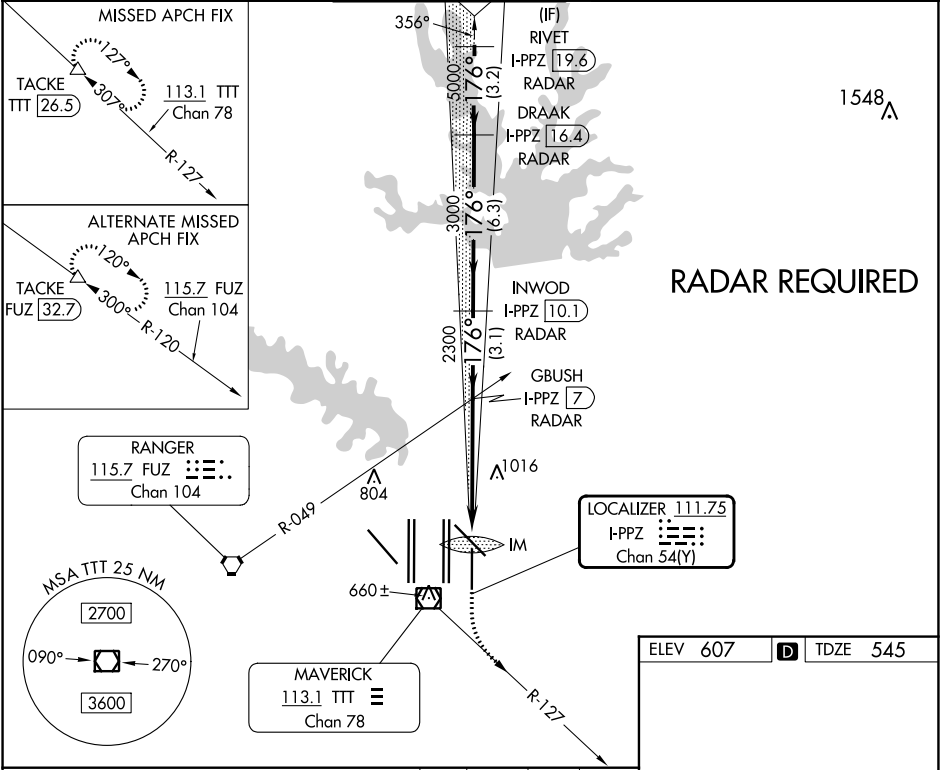 MISSED APCH FIX
127°
TACKE
TTT 26.5
307°
113.1 TTT
Chan 78
R-127
ALTERNATE MISSED
APCH FIX
120°
TACKE
FUZ 32.7
300°
115.7 FUZ
Chan 104
R-120
356°
(IF)
RIVET
I-PPZ 19.6
RADAR
5000
176°
(3.2)
DRAAK
I-PPZ 16.4
RADAR
1548
3000
176°
(6.3)
RADAR REQUIRED
INWOD
I-PPZ 10.1
RADAR
2300
176°
(3.1)
GBUSH
I-PPZ 7
RADAR
RANGER
115.7 FUZ
Chan 104
R-049
804
1016
LOCALIZER 111.75
I-PPZ
Chan 54(Y)
IM
660±
MSA TTT 25 NM
2700
090°
270°
3600
MAVERICK
113.1 TTT
Chan 78
R-127
ELEV 607 D TDZE 545